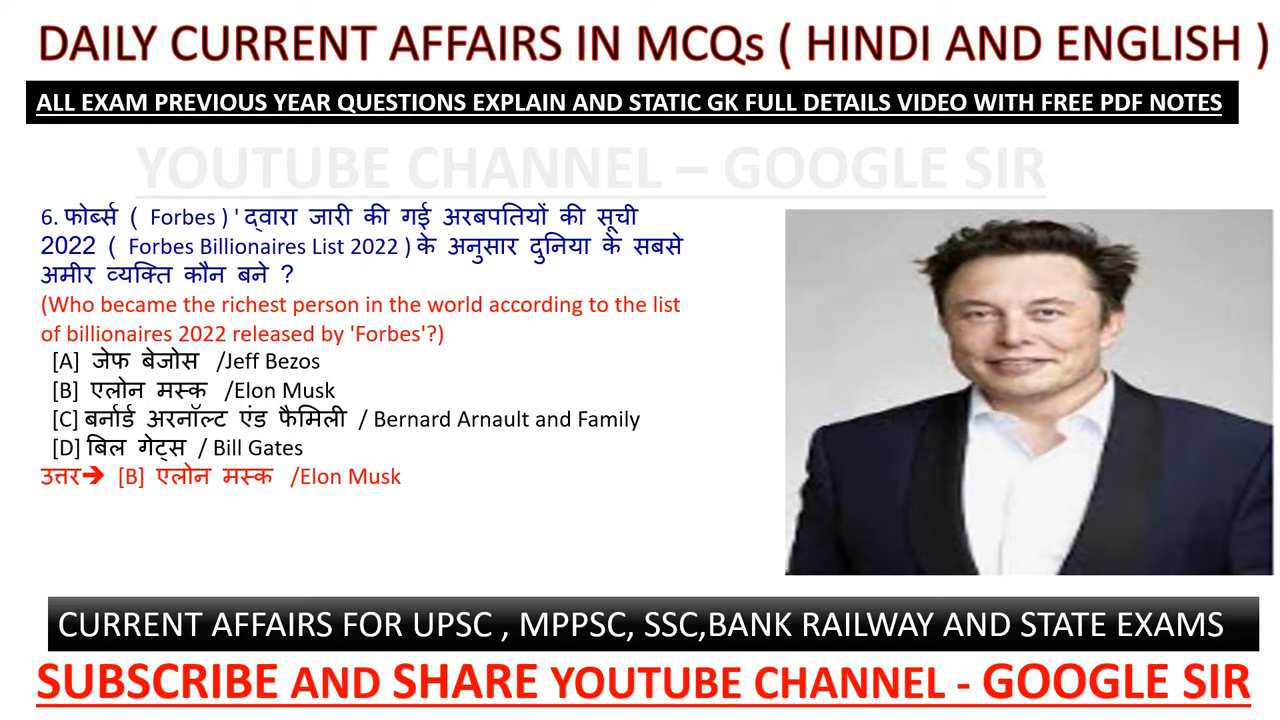 DAILY CURRENT AFFAIRS IN MCQs ( HINDI AND ENGLISH )
ALL EXAM PREVIOUS YEAR QUESTIONS EXPLAIN AND STATIC GK FULL DETAILS VIDEO WITH FREE PDF NOTES
YOUTUBE CHANNEL – GOOGLE SIR
6. फोर्ब्स ( Forbes ) ' द्वारा जारी की गई अरबपतियों की सूची
2022 ( Forbes Billionaires List 2022 ) के अनुसार दुनिया के सबसे
अमीर व्यक्ति कौन बने ?
(Who became the richest person in the world according to the list
of billionaires 2022 released by 'Forbes'?)
[A] जेफ बेजोस /Jeff Bezos
[B] एलोन मस्क /Elon Musk
[C] बर्नार्ड अरनॉल्ट एंड फैमिली / Bernard Arnault and Family
[D] बिल गेट्स / Bill Gates
उत्तर➔ [B] एलोन मस्क /Elon Musk
CURRENT AFFAIRS FOR UPSC , MPPSC, SSC,BANK RAILWAY AND STATE EXAMS
SUBSCRIBE AND SHARE YOUTUBE CHANNEL - GOOGLE SIR